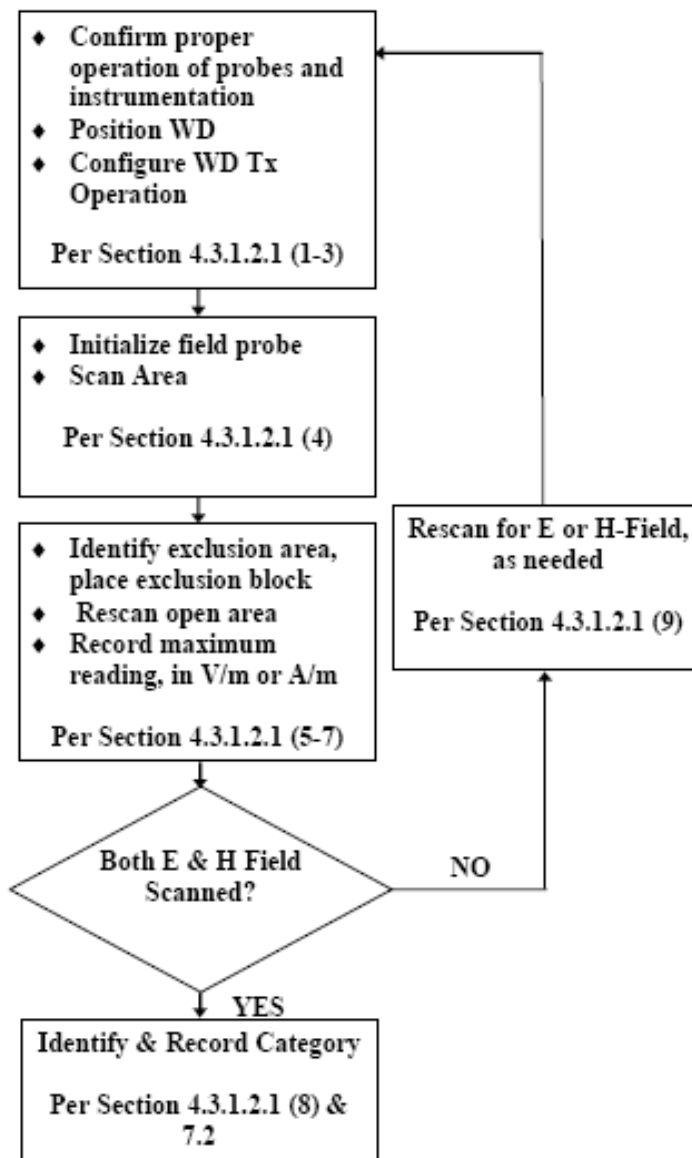 ♦ Confirm proper
operation of probes and
instrumentation
♦ Position WD
♦ Configure WD Tx
Operation
Per Section 4.3.1.2.1 (1-3)
♦ Initialize field probe
♦ Scan Area
Per Section 4.3.1.2.1 (4)
♦ Identify exclusion area,
place exclusion block
♦ Rescan open area
♦ Record maximum
reading, in V/m or A/m
Per Section 4.3.1.2.1 (5-7)
Rescan for E or H-Field,
as needed
Per Section 4.3.1.2.1 (9)
Both E & H Field
Scanned?
NO
YES
Identify & Record Category
Per Section 4.3.1.2.1 (8) &
7.2